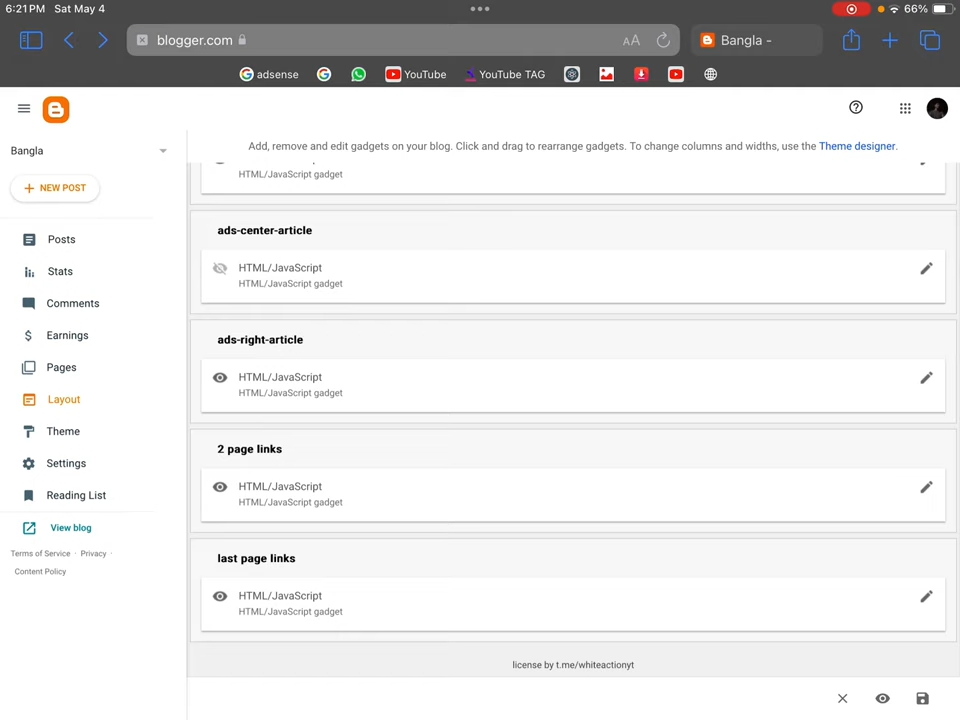 6:21 PM Sat May 4
66%
blogger.com
AA
Bangla -
adsense
YouTube
YouTube TAG
Bangla
Add, remove and edit gadgets on your blog. Click and drag to rearrange gadgets. To change columns and widths, use the Theme designer.
HTML/JavaScript gadget
NEW POST
ads-center-article
Posts
HTML/JavaScript
HTML/JavaScript gadget
Stats
Comments
Earnings
ads-right-article
Pages
HTML/JavaScript
HTML/JavaScript gadget
Layout
Theme
2 page links
Settings
HTML/JavaScript
HTML/JavaScript gadget
Reading List
View blog
Terms of Service · Privacy ·
Content Policy
last page links
HTML/JavaScript
HTML/JavaScript gadget
license by t.me/whiteactionyt